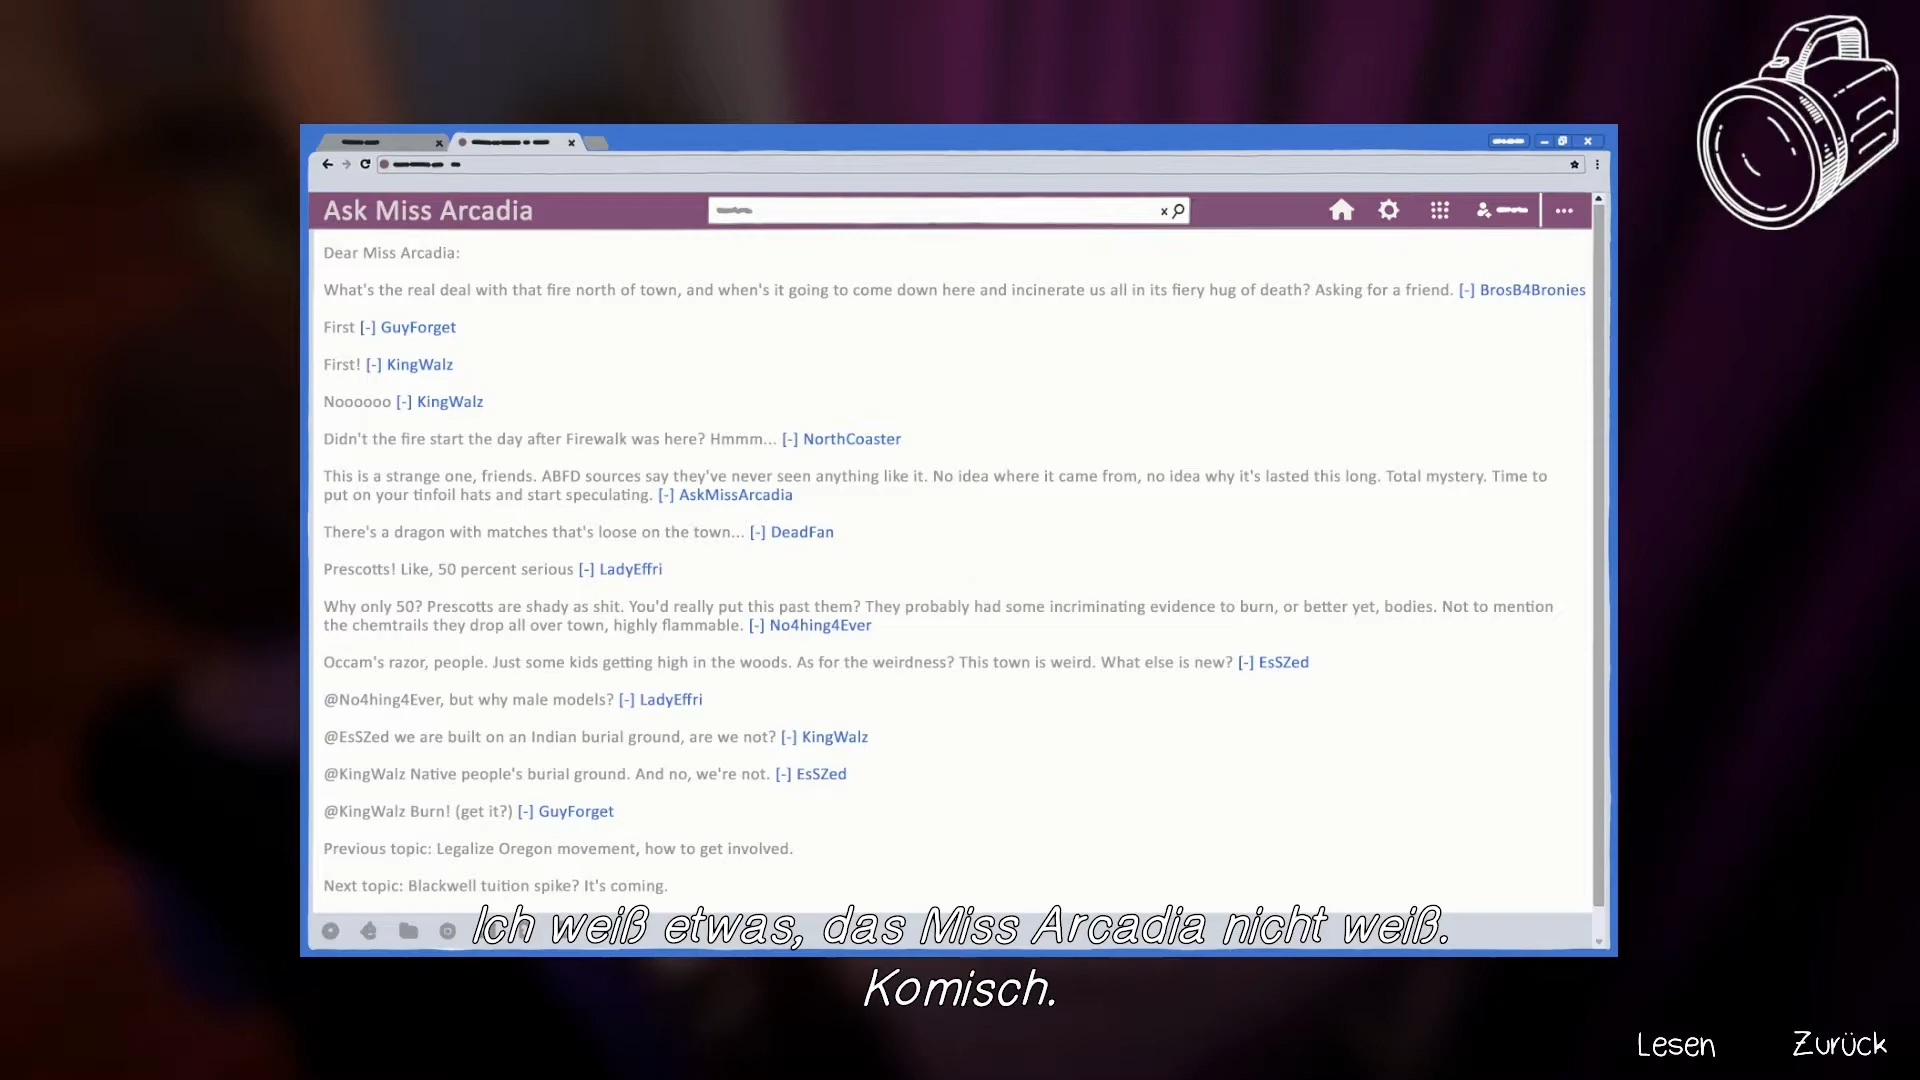 Ask Miss Arcadia
Dear Miss Arcadia:
What's the real deal with that fire north of town, and when's it going to come down here and incinerate us all in its fiery hug of death? Asking for a friend. [-] BrosB4Bronies
First [-] GuyForget
First! [-] KingWalz
Noooooo [-] KingWalz
Didn't the fire start the day after Firewalk was here? Hmmm... [-] NorthCoaster
This is a strange one, friends. ABFD sources say they've never seen anything like it. No idea where it came from, no idea why it's lasted this long. Total mystery. Time to
put on your tinfoil hats and start speculating. [-] AskMissArcadia
There's a dragon with matches that's loose on the town... [-] DeadFan
Prescotts! Like, 50 percent serious [-] LadyEffri
Why only 50? Prescotts are shady as shit. You'd really put this past them? They probably had some incriminating evidence to burn, or better yet, bodies. Not to mention
the chemtrails they drop all over town, highly flammable. [-] No4hing4Ever
Occam's razor, people. Just some kids getting high in the woods. As for the weirdness? This town is weird. What else is new? [-] EsSZed
@No4hing4Ever, but why male models? [-] LadyEffri
@EsSZed we are built on an Indian burial ground, are we not? [-] KingWalz
@KingWalz Native people's burial ground. And no, we're not. [-] EsSZed
@KingWalz Burn! (get it?) [-] GuyForget
Previous topic: Legalize Oregon movement, how to get involved.
Next topic: Blackwell tuition spike? It's coming.
Ich weiß etwas, das Miss Arcadia nicht weiß.
Komisch.
Lesen Zurück